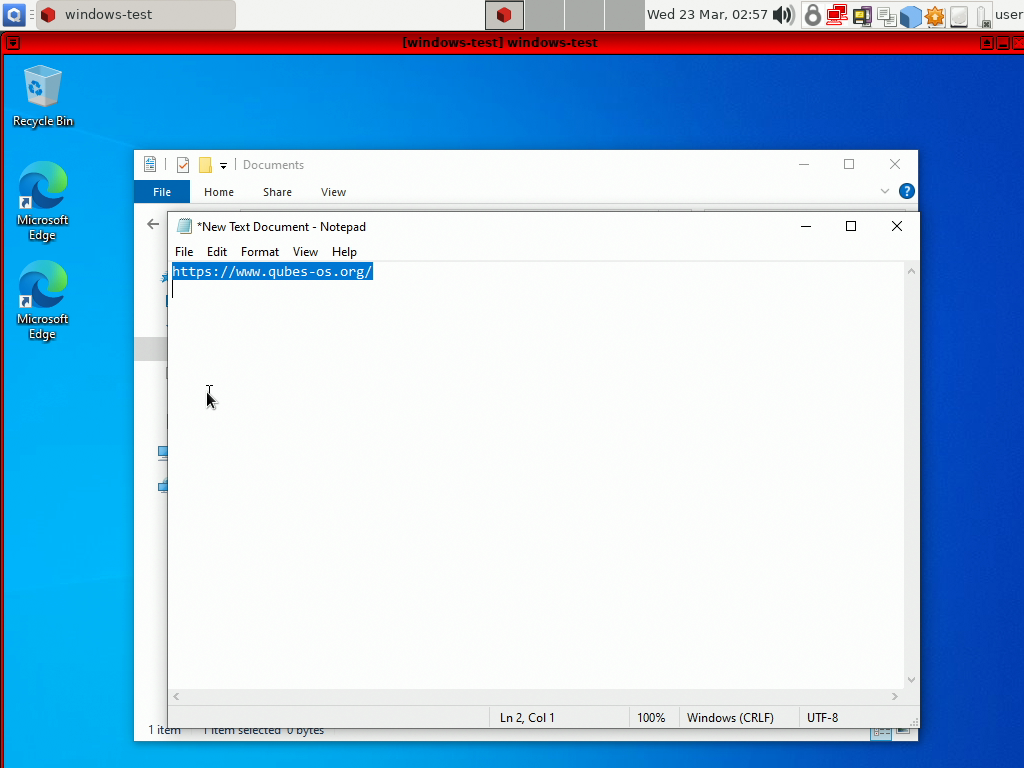 windows-test
Wed 23 Mar, 02:57
user
[windows-test] windows-test
Recycle Bin
Microsoft
Edge
Microsoft
Edge
Documents
File Home Share View
*New Text Document - Notepad
File Edit Format View Help
https://www.qubes-os.org/
Ln 2, Col 1
100%
Windows (CRLF)
UTF-8
1 item
1 item selected 0 bytes